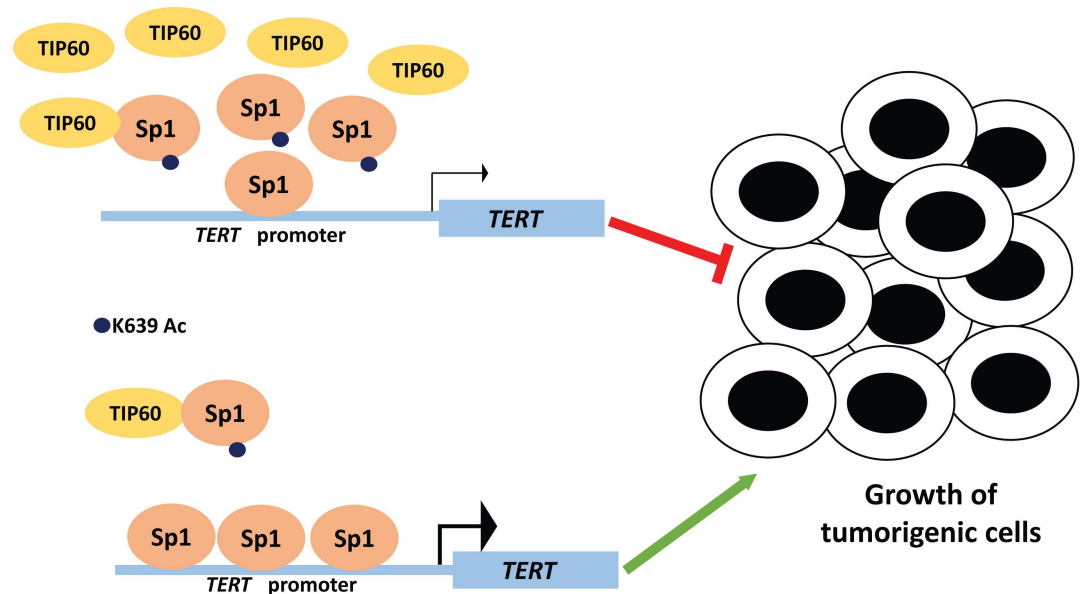 TIP60
TIP60
TIP60
TIP60
TIP60
Sp1
Sp1
Sp1
Sp1
TERT
TERT promoter
K639 Ac
TIP60
Sp1
Sp1
Sp1
Sp1
TERT
TERT promoter
Growth of
tumorigenic cells